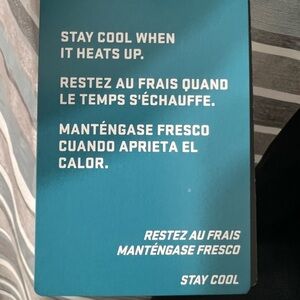 STAY COOL WHEN
IT HEATS UP.
RESTEZ AU FRAIS QUAND
LE TEMPS S'ÉCHAUFFE.
MANTÉNGASE FRESCO
CUANDO APRIETA EL
CALOR.
RESTEZ AU FRAIS
MANTÉNGASE FRESCO
STAY COOL